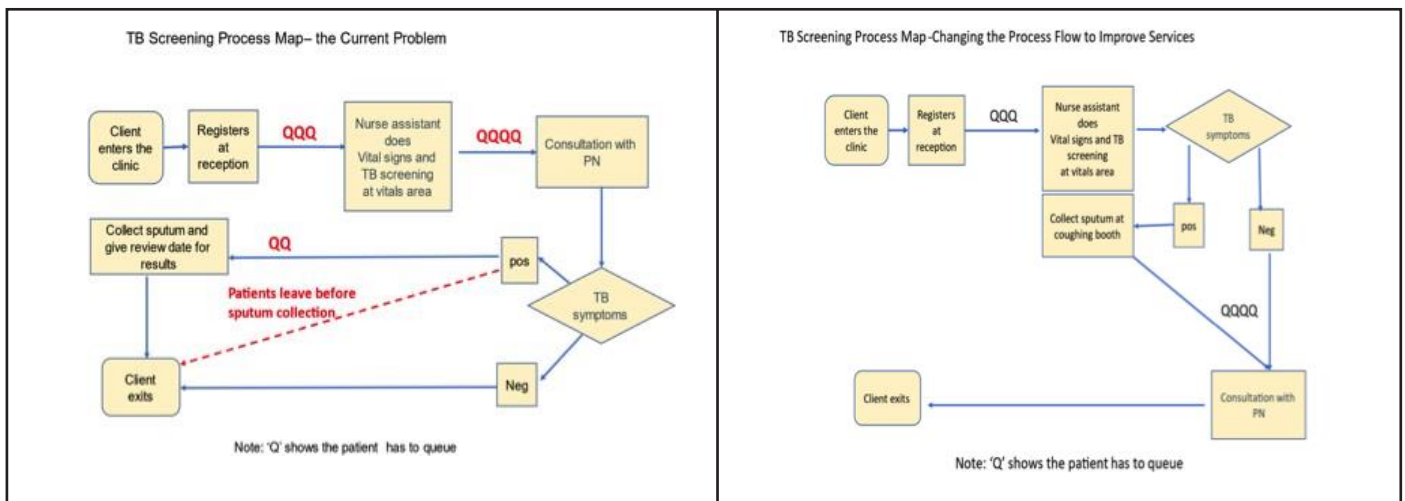 TB Screening Process Map– the Current Problem
Client
enters the
clinic
Registers
at
reception
QQQ
Nurse assistant
does
Vital signs and
TB screening
at vitals area
QQQQ
Consultation with
PN
Collect sputum and
give review date for
results
QQ
pos
Patients leave before
sputum collection
TB
symptoms
Client
exits
Neg
Note: 'Q' shows the patient has to queue
TB Screening Process Map -Changing the Process Flow to Improve Services
Client
enters the
clinic
Registers
at
reception
QQQ
Nurse assistant
does
Vital signs and TB
screening
at vitals area
TB
symptoms
Collect sputum at
coughing booth
pos
Neg
QQQQ
Client exits
Consultation with
PN
Note: 'Q' shows the patient has to queue